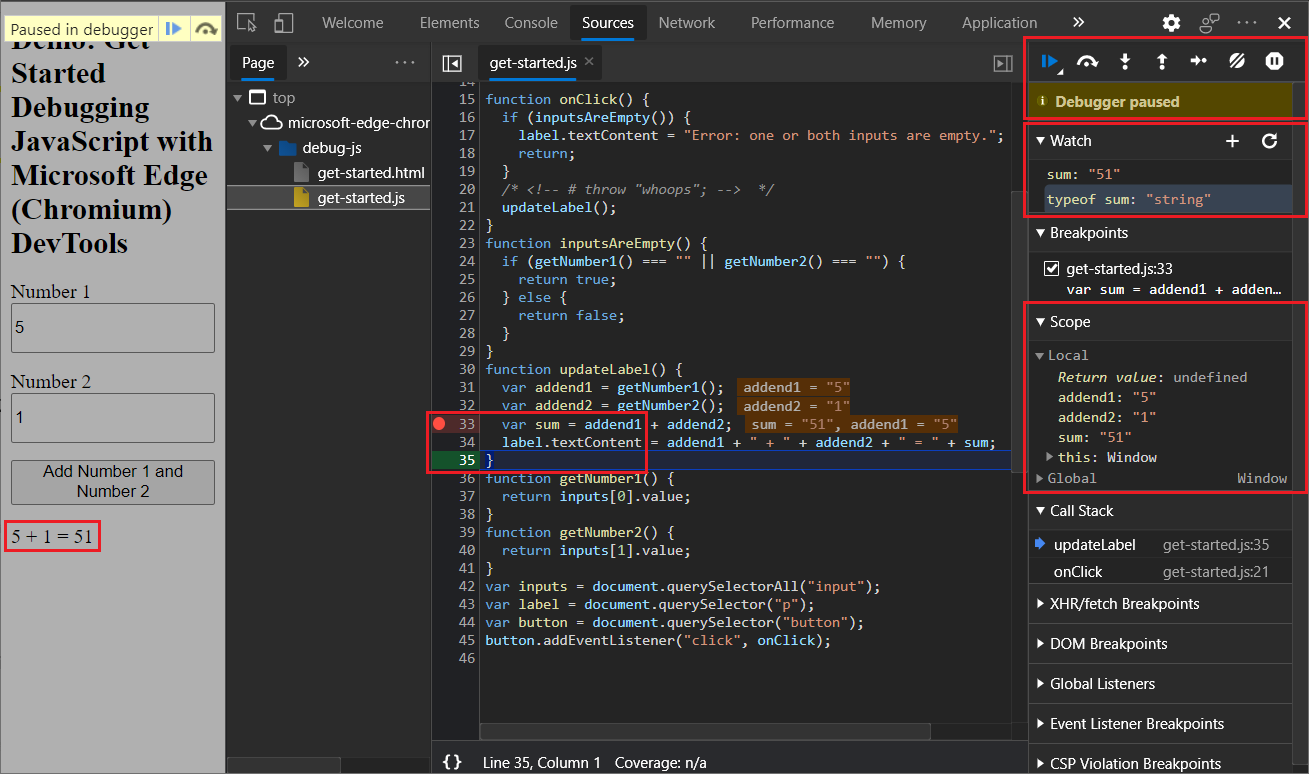 Paused in debugger
Demo: Get
Started
Debugging
JavaScript with
Microsoft Edge
(Chromium)
DevTools
Number 1
5
Number 2
1
Add Number 1 and
Number 2
5 + 1 = 51
Welcome Elements Console Sources Network Performance Memory Application »
Page »
top
microsoft-edge-chror
debug-js
get-started.html
get-started.js
get-started.js ×
14
15 function onClick() {
16 if (inputsAreEmpty()) {
17 label.textContent = "Error: one or both inputs are empty.";
18 return;
19 }
20 /* <!-- # throw "whoops"; --> */
21 updateLabel();
22 }
23 function inputsAreEmpty() {
24 if (getNumber1() === "" || getNumber2() === "") {
25 return true;
26 } else {
27 return false;
28 }
29 }
30 function updateLabel() {
31 var addend1 = getNumber1(); addend1 = "5"
32 var addend2 = getNumber2(); addend2 = "1"
33 var sum = addend1 + addend2; sum = "51", addend1 = "5"
34 label.textContent = addend1 + " + " + addend2 + " = " + sum;
35 }
36 function getNumber1() {
37 return inputs[0].value;
38 }
39 function getNumber2() {
40 return inputs[1].value;
41 }
42 var inputs = document.querySelectorAll("input");
43 var label = document.querySelector("p");
44 var button = document.querySelector("button");
45 button.addEventListener("click", onClick);
46
{ } Line 35, Column 1 Coverage: n/a
Debugger paused
Watch
sum: "51"
typeof sum: "string"
Breakpoints
get-started.js:33
var sum = addend1 + adden…
Scope
Local
Return value: undefined
addend1: "5"
addend2: "1"
sum: "51"
this: Window
Global Window
Call Stack
updateLabel get-started.js:35
onClick get-started.js:21
XHR/fetch Breakpoints
DOM Breakpoints
Global Listeners
Event Listener Breakpoints
CSP Violation Breakpoints